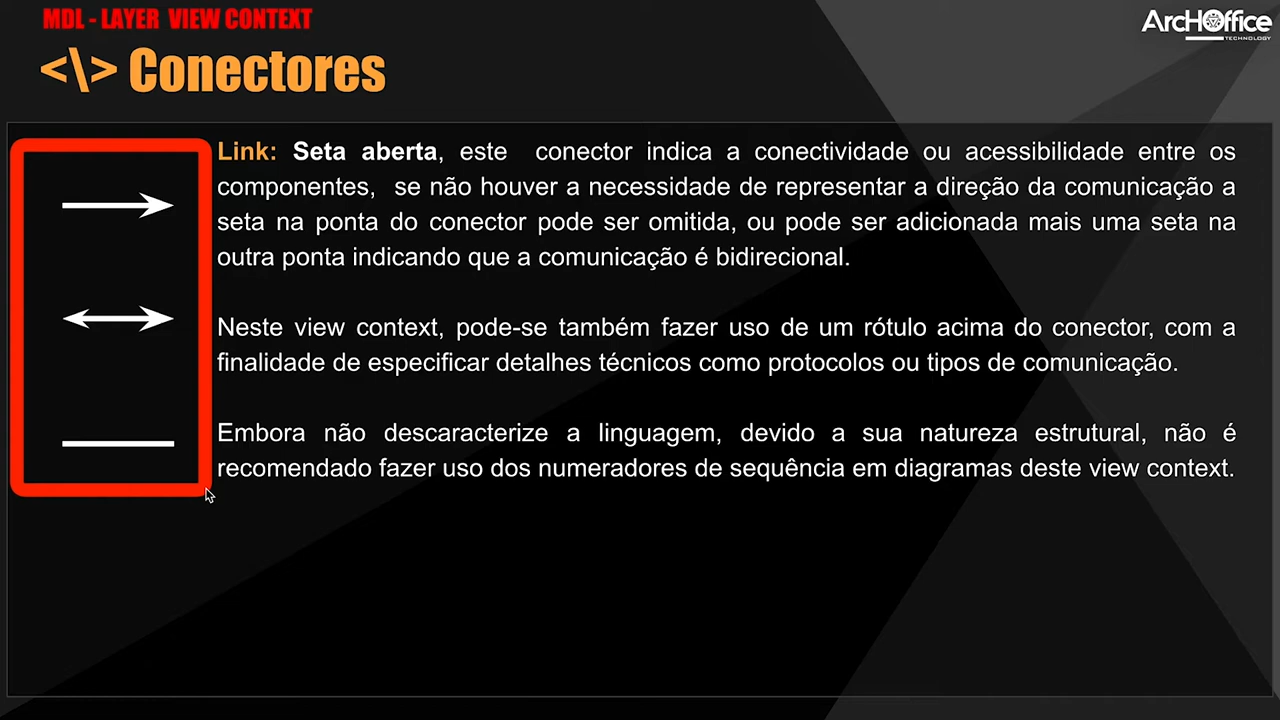 MDL - LAYER VIEW CONTEXT
ArcHOffice
TECHNOLOGY
<\> Conectores
Link: Seta aberta, este conector indica a conectividade ou acessibilidade entre os
componentes, se não houver a necessidade de representar a direção da comunicação a
seta na ponta do conector pode ser omitida, ou pode ser adicionada mais uma seta na
outra ponta indicando que a comunicação é bidirecional.
Neste view context, pode-se também fazer uso de um rótulo acima do conector, com a
finalidade de especificar detalhes técnicos como protocolos ou tipos de comunicação.
Embora não descaracterize a linguagem, devido a sua natureza estrutural, não é
recomendado fazer uso dos numeradores de sequência em diagramas deste view context.